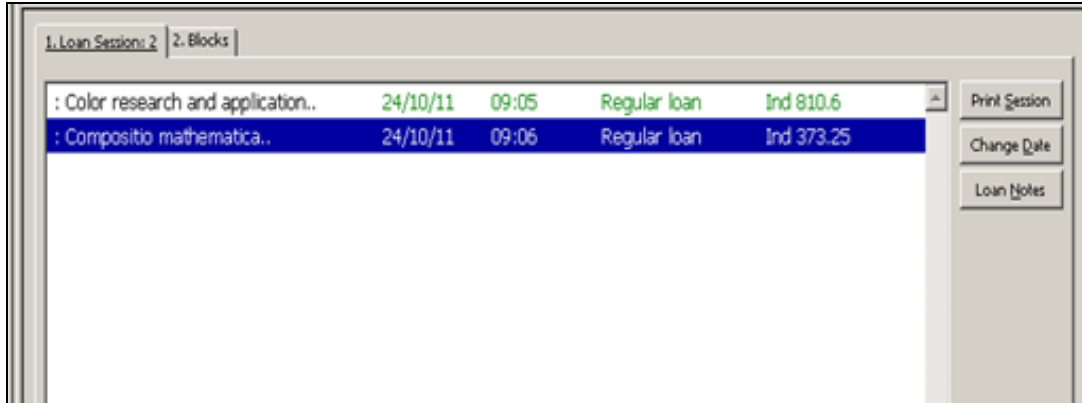 1. Loan Session: 2 2. Blocks
: Color research and application.. 24/10/11 09:05 Regular loan Ind 810.6
: Compositio mathematica.. 24/10/11 09:06 Regular loan Ind 373.25
Print Session
Change Date
Loan Notes